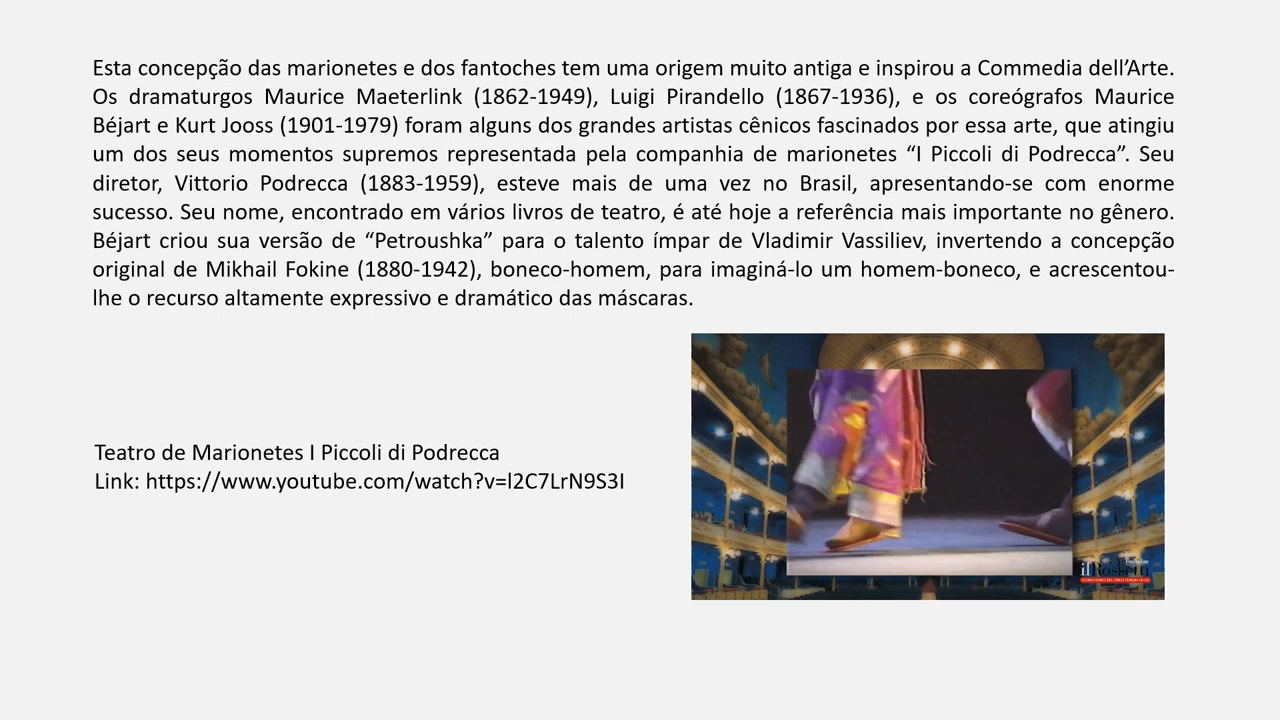 Esta concepção das marionetes e dos fantoches tem uma origem muito antiga e inspirou a Commedia dell’Arte.
Os dramaturgos Maurice Maeterlink (1862-1949), Luigi Pirandello (1867-1936), e os coreógrafos Maurice
Béjart e Kurt Jooss (1901-1979) foram alguns dos grandes artistas cênicos fascinados por essa arte, que atingiu
um dos seus momentos supremos representada pela companhia de marionetes “I Piccoli di Podrecca”. Seu
diretor, Vittorio Podrecca (1883-1959), esteve mais de uma vez no Brasil, apresentando-se com enorme
sucesso. Seu nome, encontrado em vários livros de teatro, é até hoje a referência mais importante no gênero.
Béjart criou sua versão de “Petroushka” para o talento ímpar de Vladimir Vassiliev, invertendo a concepção
original de Mikhail Fokine (1880-1942), boneco-homem, para imaginá-lo um homem-boneco, e acrescentou-
lhe o recurso altamente expressivo e dramático das máscaras.
Teatro de Marionetes I Piccoli di Podrecca
Link: https://www.youtube.com/watch?v=l2C7LrN9S3I
il Rossetti